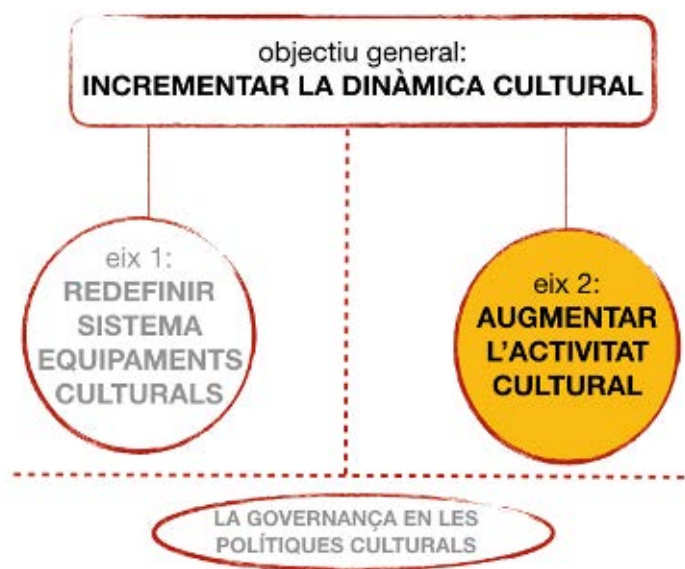 objectiu general:
INCREMENTAR LA DINÀMICA CULTURAL
eix 1:
REDEFINIR
SISTEMA
EQUIPAMENTS
CULTURALS
eix 2:
AUGMENTAR
L'ACTIVITAT
CULTURAL
LA GOVERNANÇA EN LES
POLÍTIQUES CULTURALS